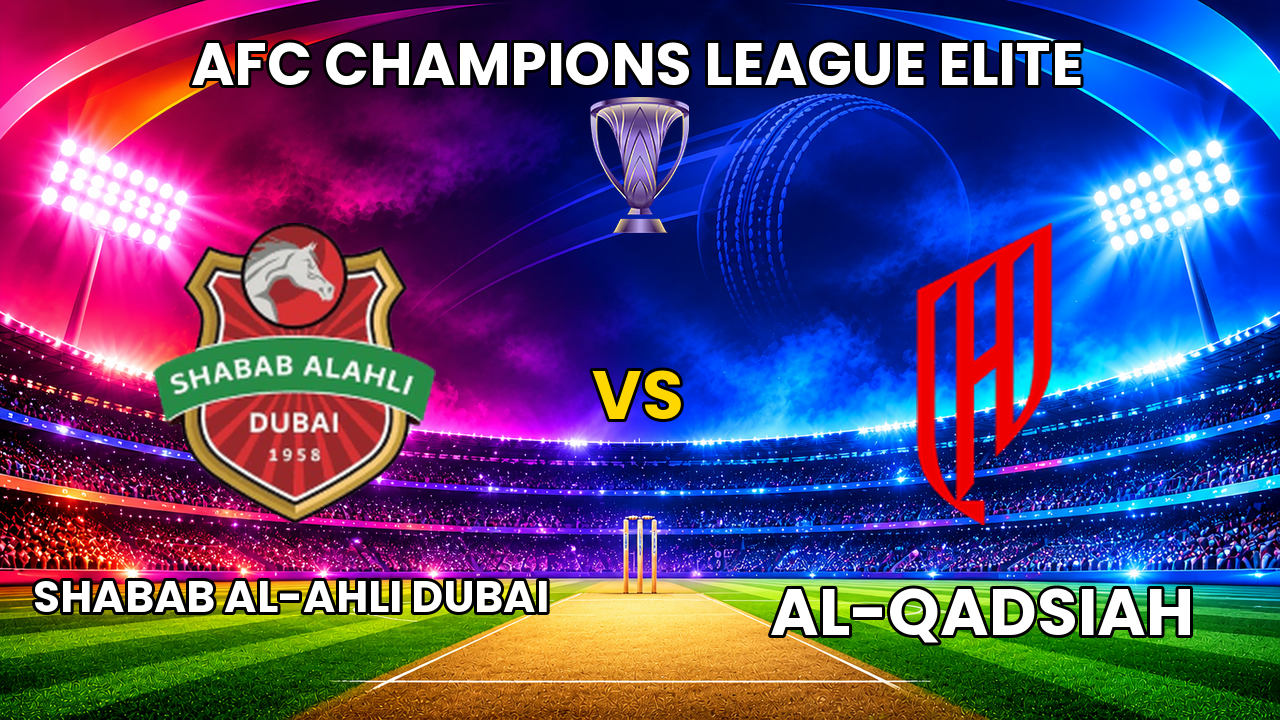 AFC CHAMPIONS LEAGUE ELITE
SHABAB ALAHLI
DUBAI
1958
VS
SHABAB AL-AHLI DUBAI
AL-QADSIAH